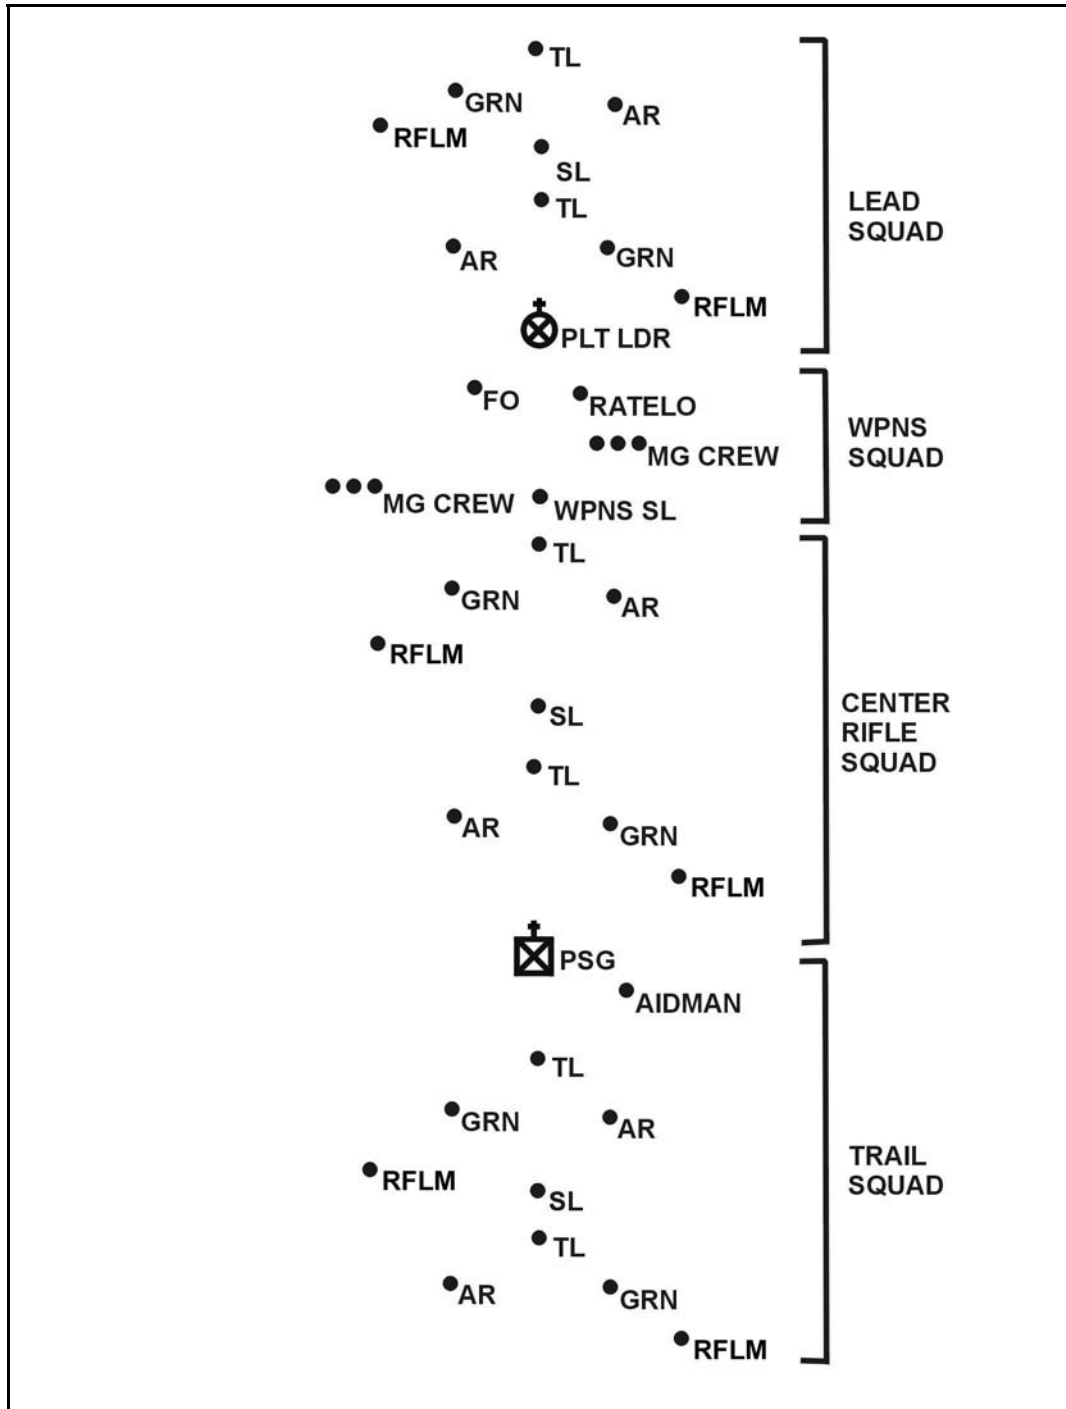 TL
GRN
AR
RFLM
SL
TL
LEAD
SQUAD
AR
GRN
RFLM
PLT LDR
FO
RATELO
WPNS
SQUAD
MG CREW
MG CREW
WPNS SL
TL
GRN
AR
RFLM
SL
CENTER
RIFLE
SQUAD
TL
AR
GRN
RFLM
PSG
AIDMAN
TL
GRN
AR
RFLM
SL
TRAIL
SQUAD
TL
AR
GRN
RFLM